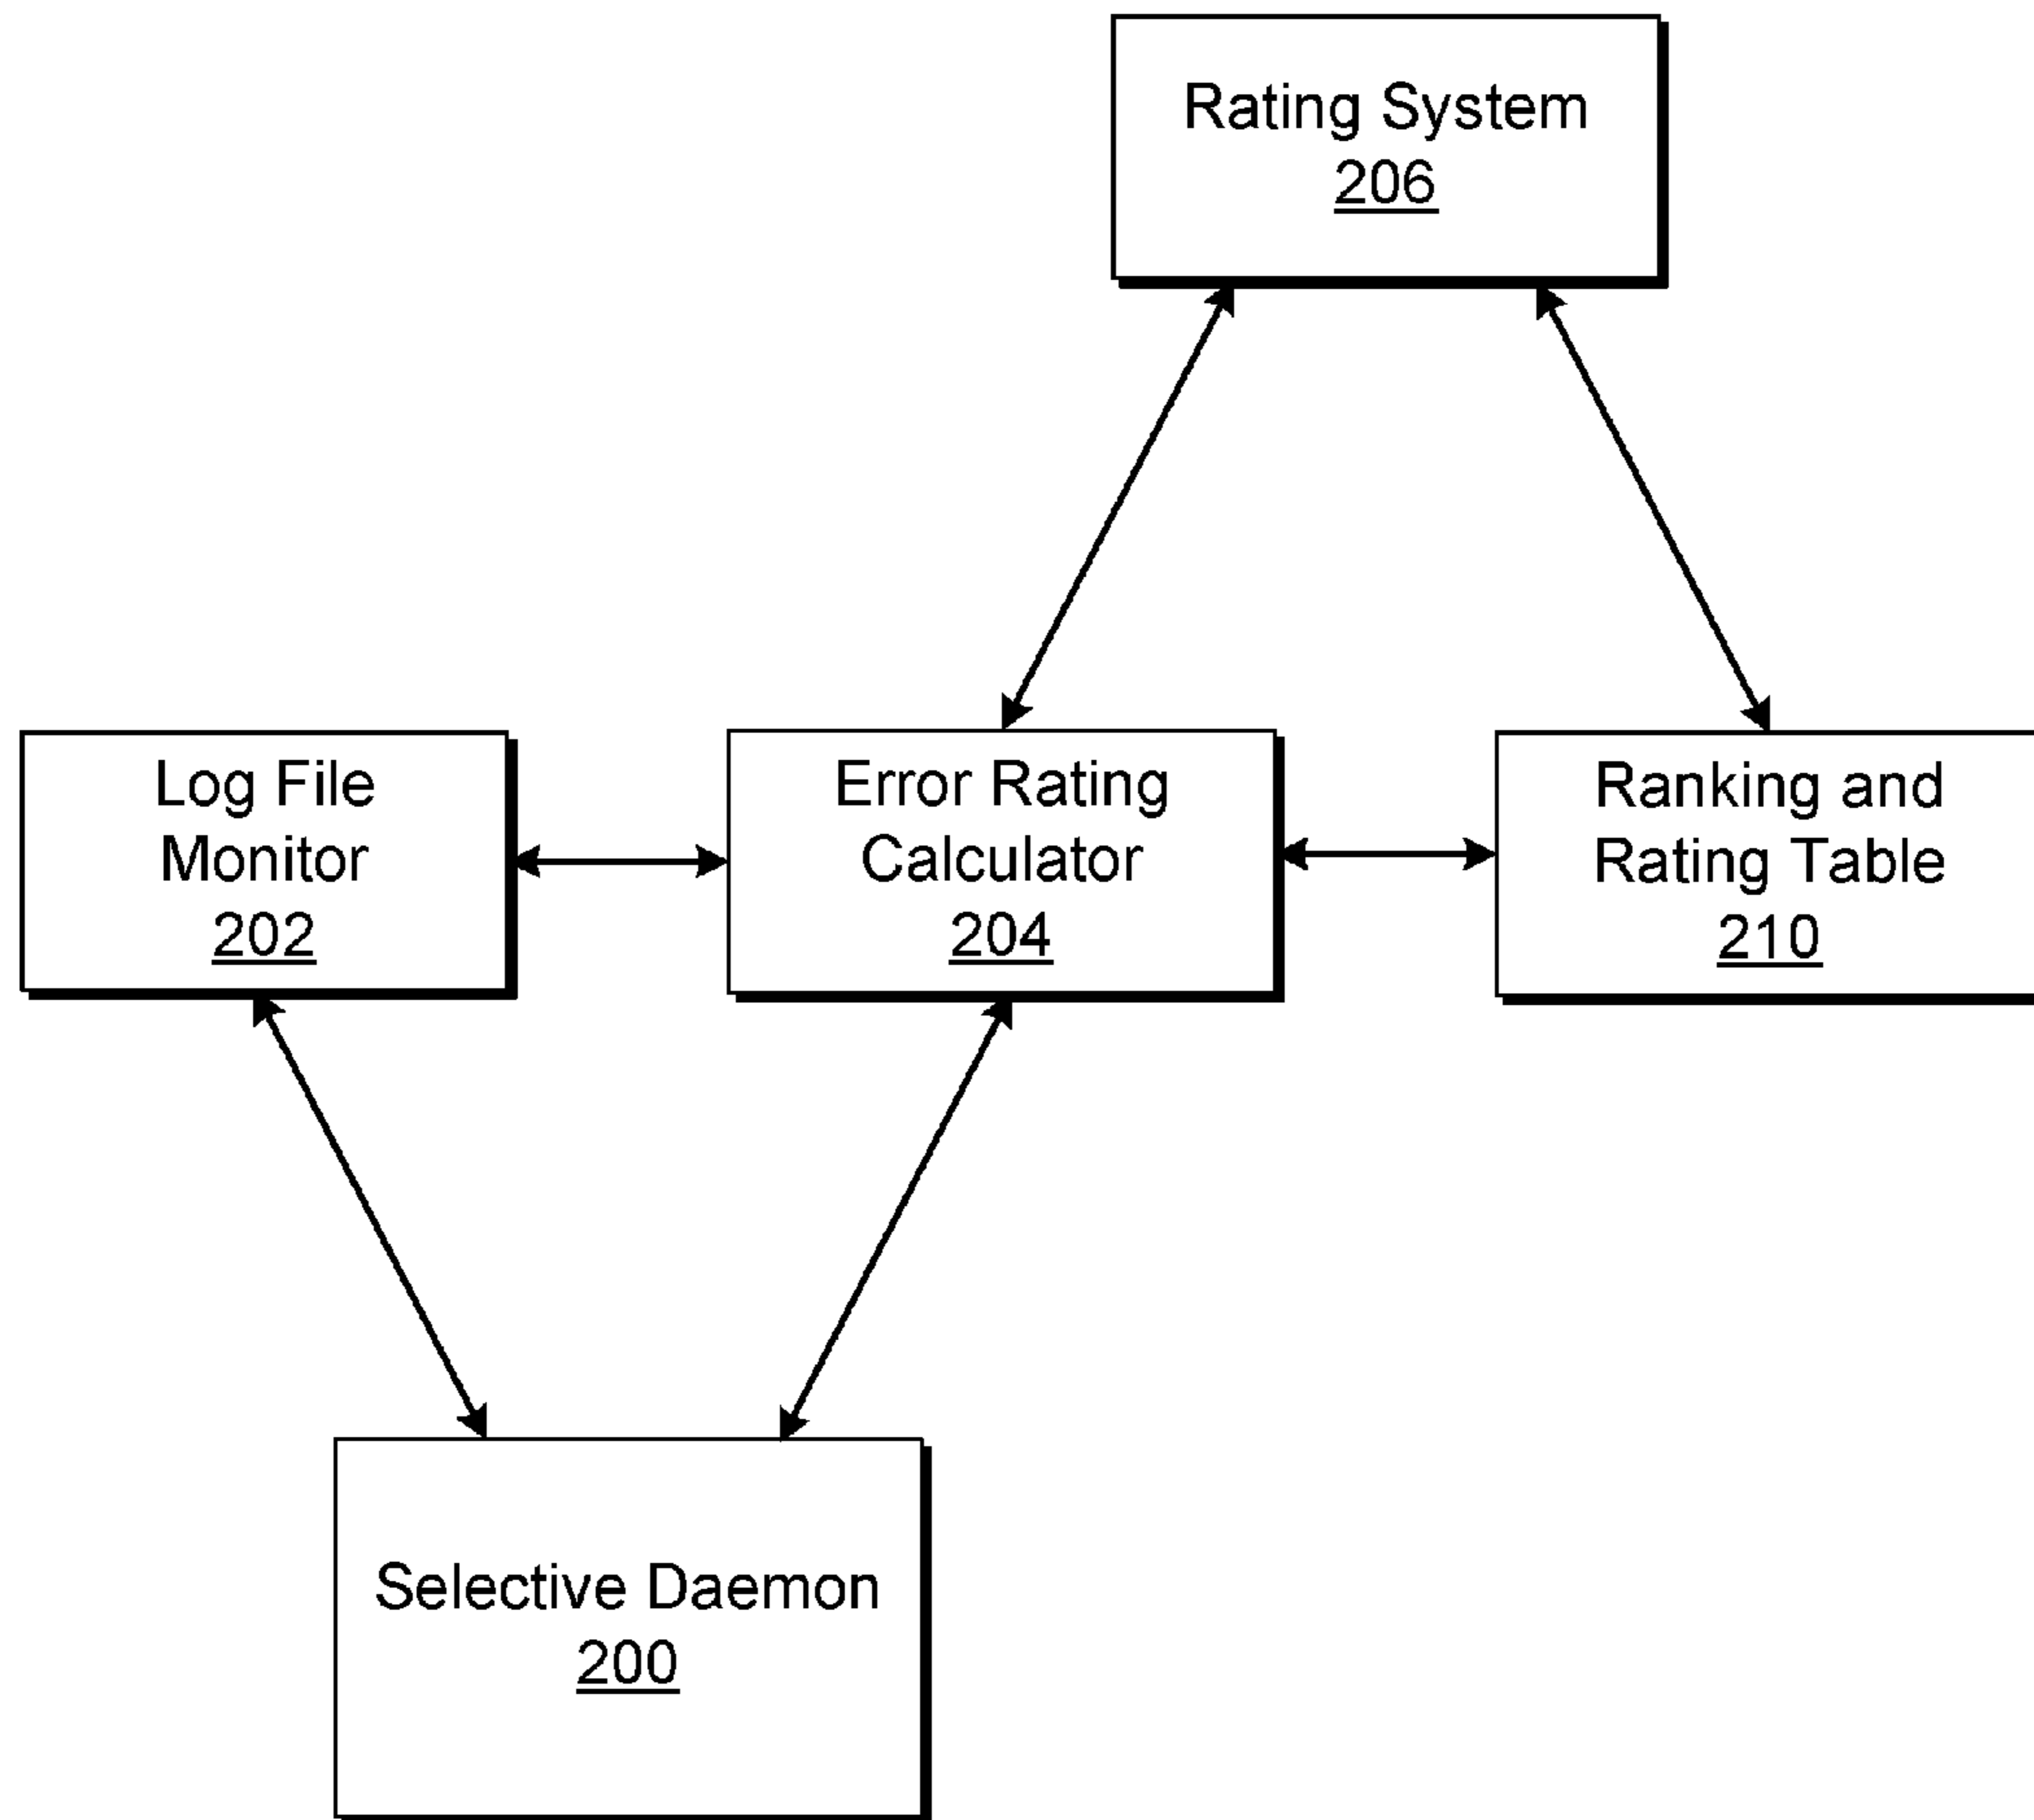 Rating System
206
Log File
Monitor
202
Error Rating
Calculator
204
Ranking and
Rating Table
210
Selective Daemon
200